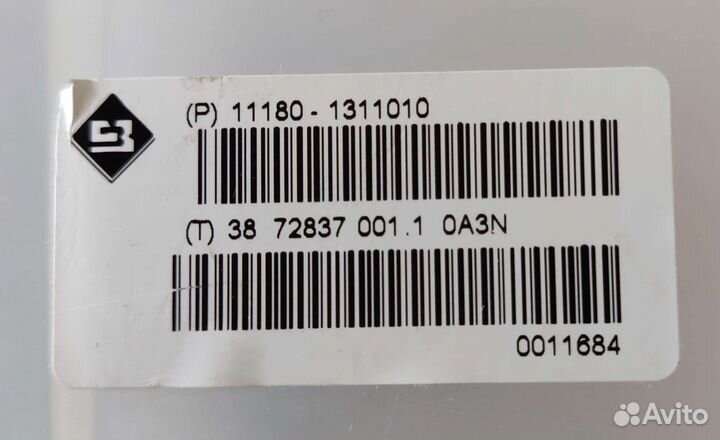 (P) 11180 - 1311010
(T) 38 72837 001.1 0A3N
0011684
Avito